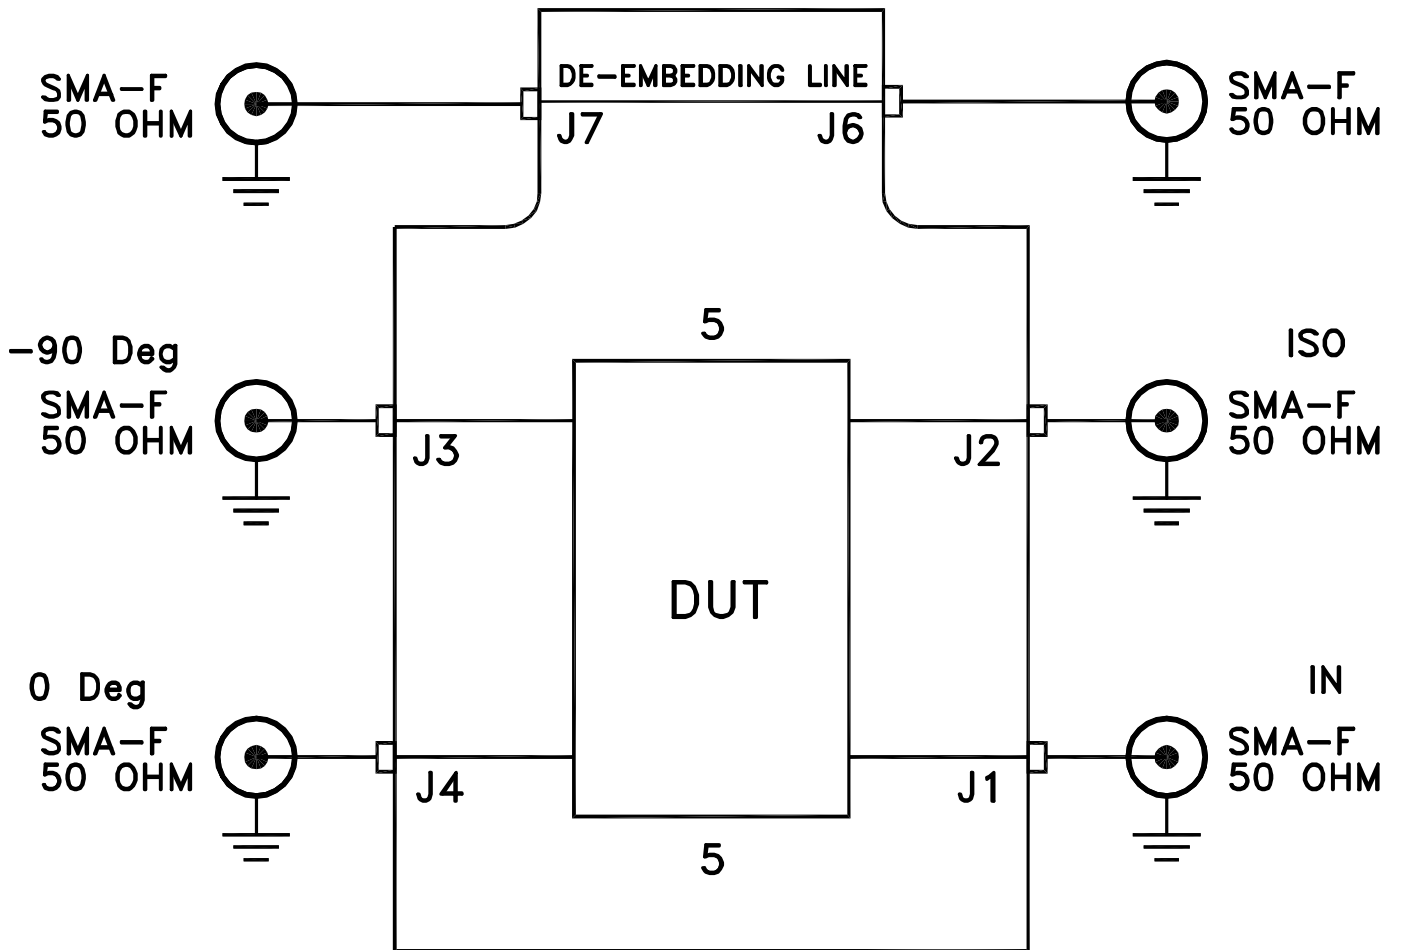 SMA-F
50 OHM
DE-EMBEDDING LINE
J7
J6
SMA-F
50 OHM
5
-90 Deg
SMA-F
50 OHM
J3
J2
ISO
SMA-F
50 OHM
DUT
0 Deg
SMA-F
50 OHM
J4
J1
IN
SMA-F
50 OHM
5